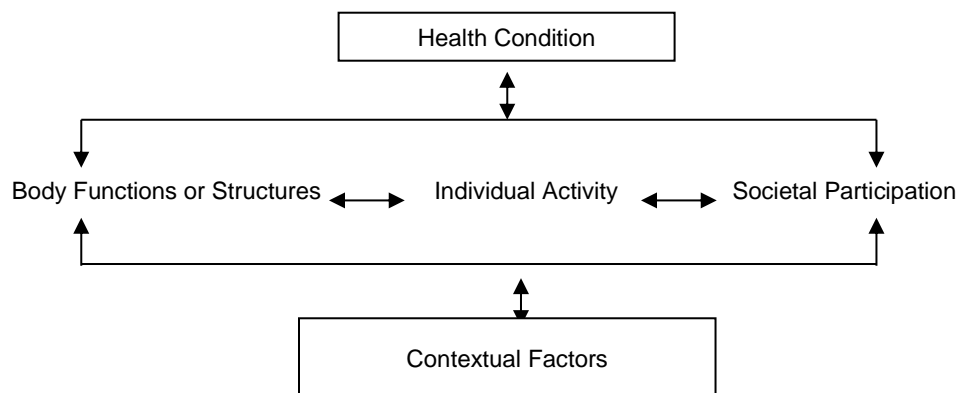 Health Condition
Body Functions or Structures Individual Activity Societal Participation
Contextual Factors